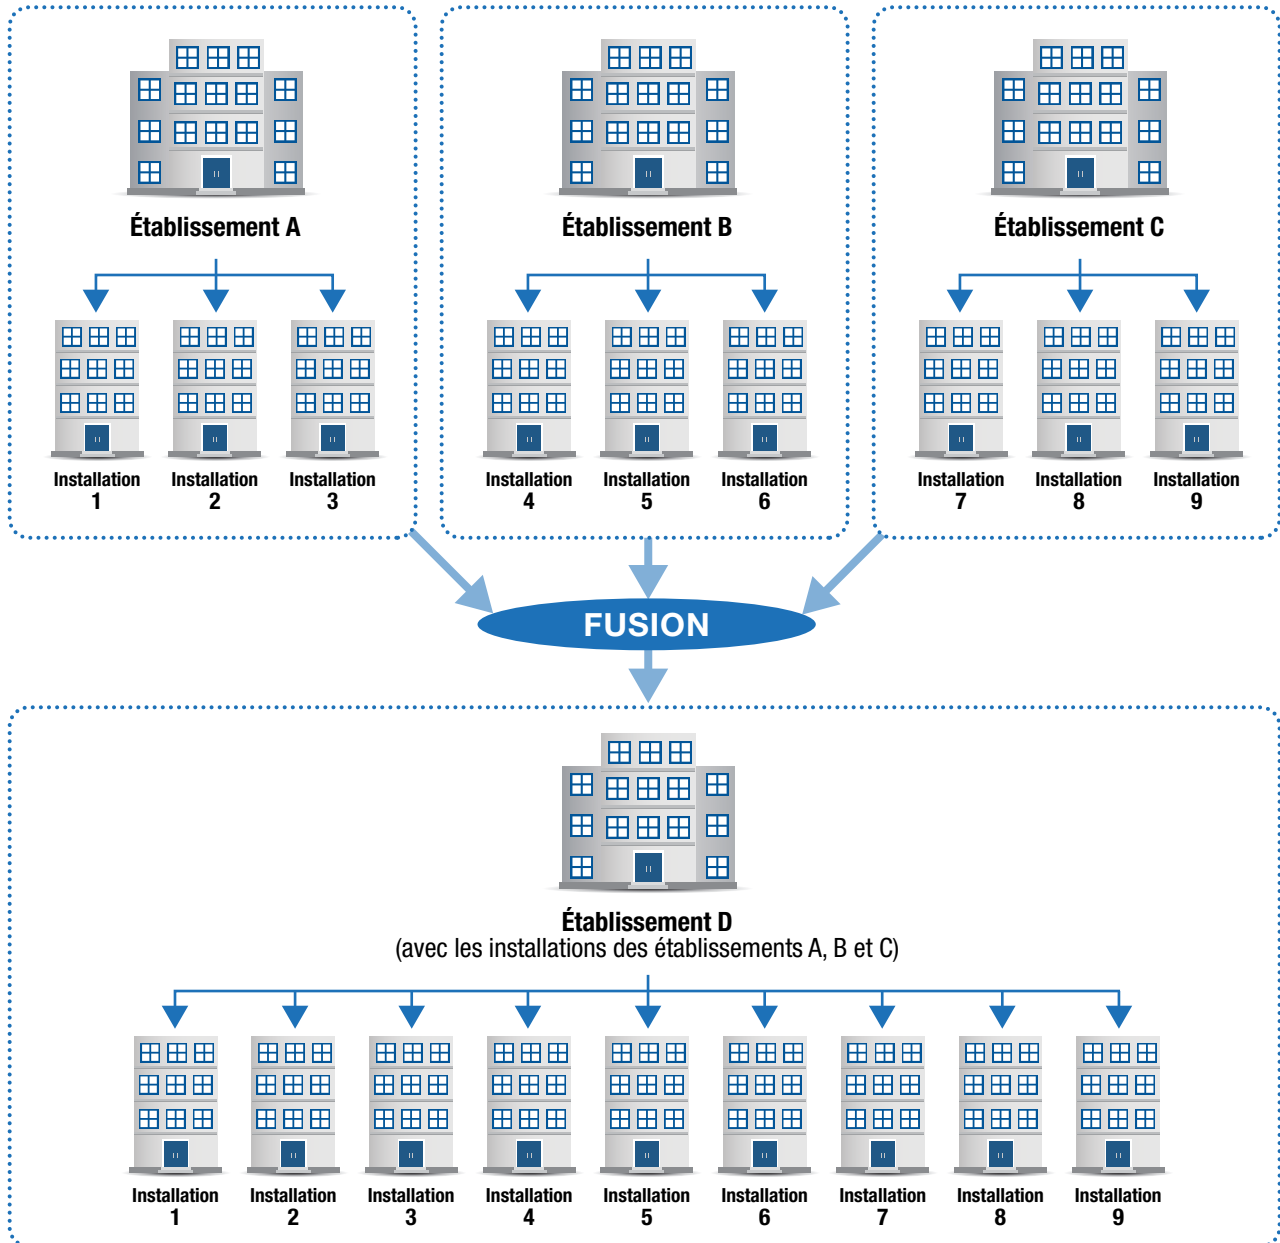 Établissement A
Établissement B
Établissement C
Installation
1
Installation
2
Installation
3
Installation
4
Installation
5
Installation
6
Installation
7
Installation
8
Installation
9
FUSION
Établissement D
(avec les installations des établissements A, B et C)
Installation
1
Installation
2
Installation
3
Installation
4
Installation
5
Installation
6
Installation
7
Installation
8
Installation
9